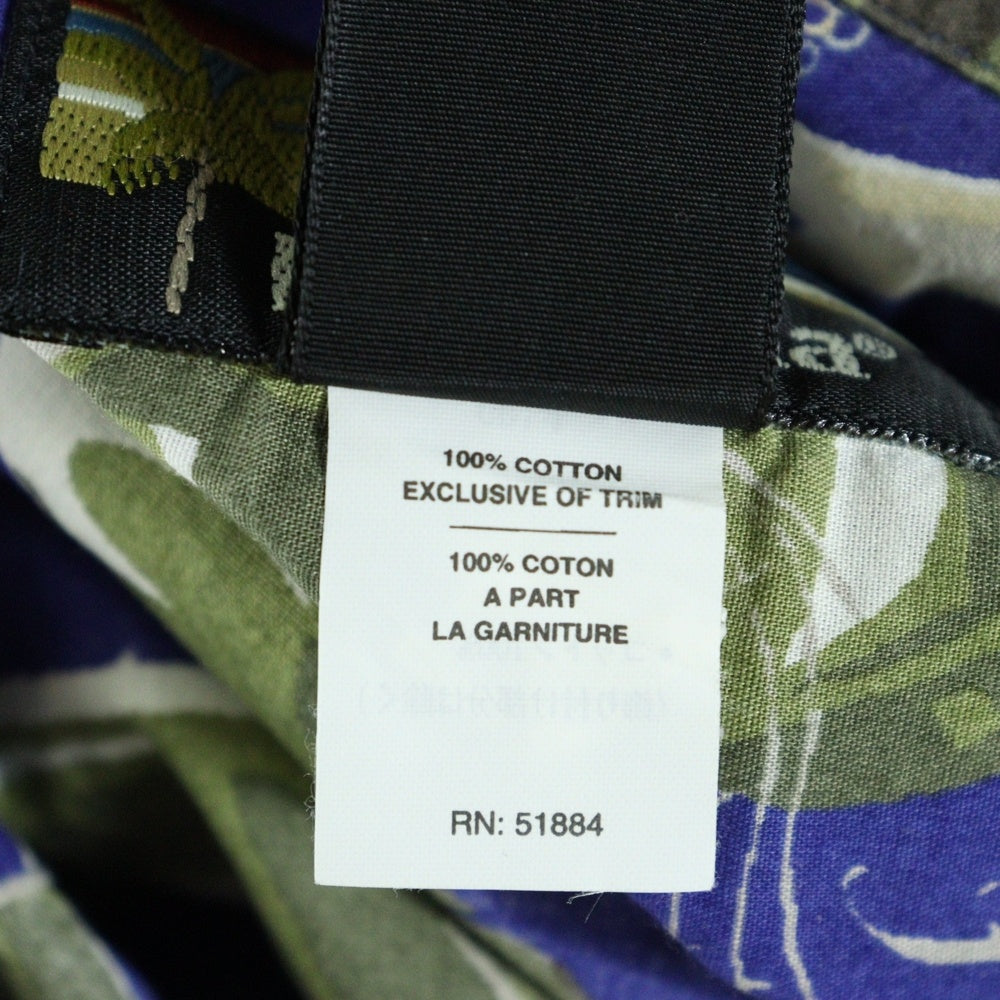 a®
100% COTTON
EXCLUSIVE OF TRIM
100% COTON
A PART
LA GARNITURE
RN: 51884